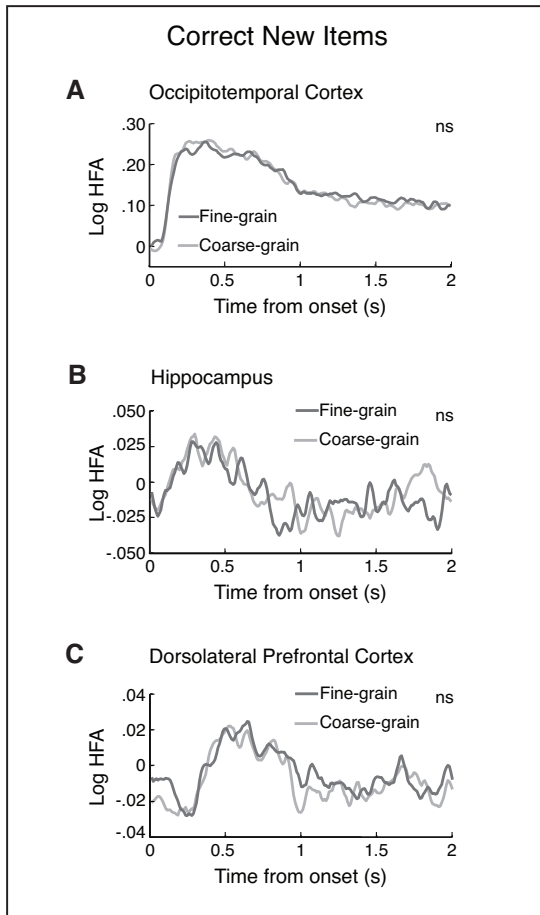 Correct New Items
A Occipitotemporal Cortex
ns
.30
.20
.10
0
Log HFA
Fine-grain
Coarse-grain
0 0.5 1 1.5 2
Time from onset (s)
B Hippocampus
ns
.050
.025
0
-.025
-.050
Log HFA
Fine-grain
Coarse-grain
0 0.5 1 1.5 2
Time from onset (s)
C Dorsolateral Prefrontal Cortex
ns
.04
.02
0
-.02
-.04
Log HFA
Fine-grain
Coarse-grain
0 0.5 1 1.5 2
Time from onset (s)